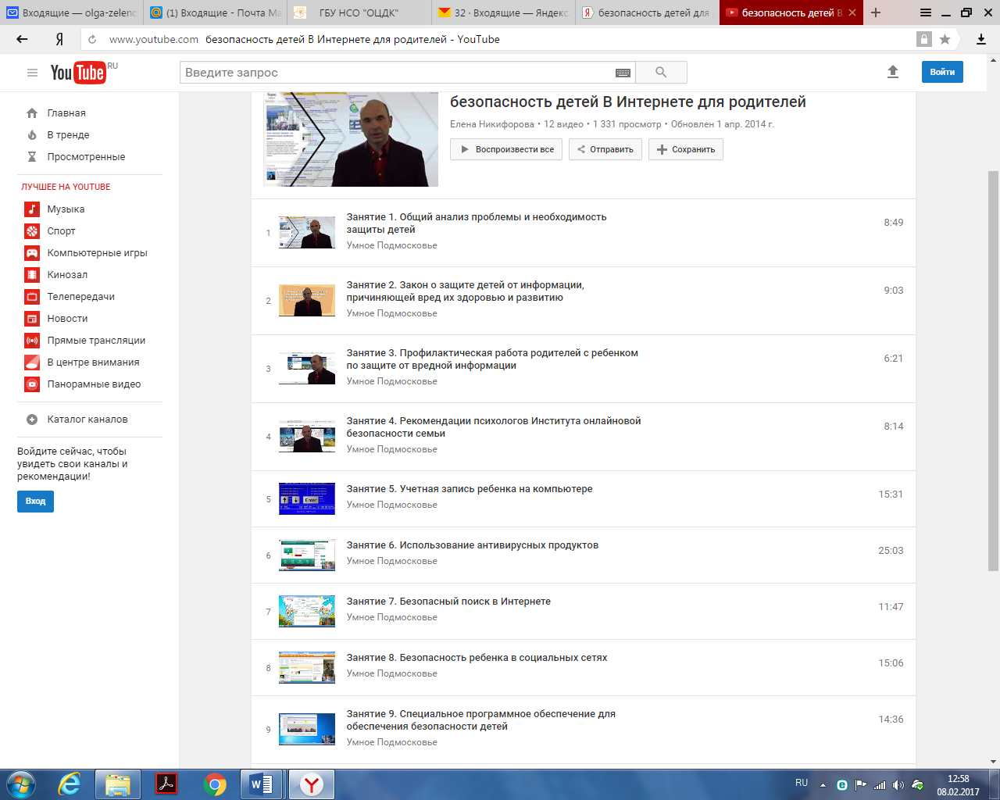 Входящие — olga-zelenc
(1) Входящие - Почта Ma
ГБУ НСО "ОЦДК"
32 · Входящие — Яндекс.
безопасность детей для
безопасность детей В
www.youtube.com безопасность детей В Интернете для родителей - YouTube
YouTube RU
Введите запрос
Войти
Главная
В тренде
Просмотренные
ЛУЧШЕЕ НА YOUTUBE
Музыка
Спорт
Компьютерные игры
Кинозал
Телепередачи
Новости
Прямые трансляции
В центре внимания
Панорамные видео
Каталог каналов
Войдите сейчас, чтобы
увидеть свои каналы и
рекомендации!
Вход
безопасность детей В Интернете для родителей
Елена Никифорова • 12 видео • 1 331 просмотр • Обновлен 1 апр. 2014 г.
Воспроизвести все
Отправить
Сохранить
1
Занятие 1. Общий анализ проблемы и необходимость
защиты детей
Умное Подмосковье
8:49
2
Занятие 2. Закон о защите детей от информации,
причиняющей вред их здоровью и развитию
Умное Подмосковье
9:03
3
Занятие 3. Профилактическая работа родителей с ребенком
по защите от вредной информации
Умное Подмосковье
6:21
4
Занятие 4. Рекомендации психологов Института онлайновой
безопасности семьи
Умное Подмосковье
8:14
5
Enter
Занятие 5. Учетная запись ребенка на компьютере
Умное Подмосковье
15:31
6
Занятие 6. Использование антивирусных продуктов
Умное Подмосковье
25:03
7
Занятие 7. Безопасный поиск в Интернете
Умное Подмосковье
11:47
8
Занятие 8. Безопасность ребенка в социальных сетях
Умное Подмосковье
15:06
9
Занятие 9. Специальное программное обеспечение для
обеспечения безопасности детей
Умное Подмосковье
14:36
RU
12:58
08.02.2017